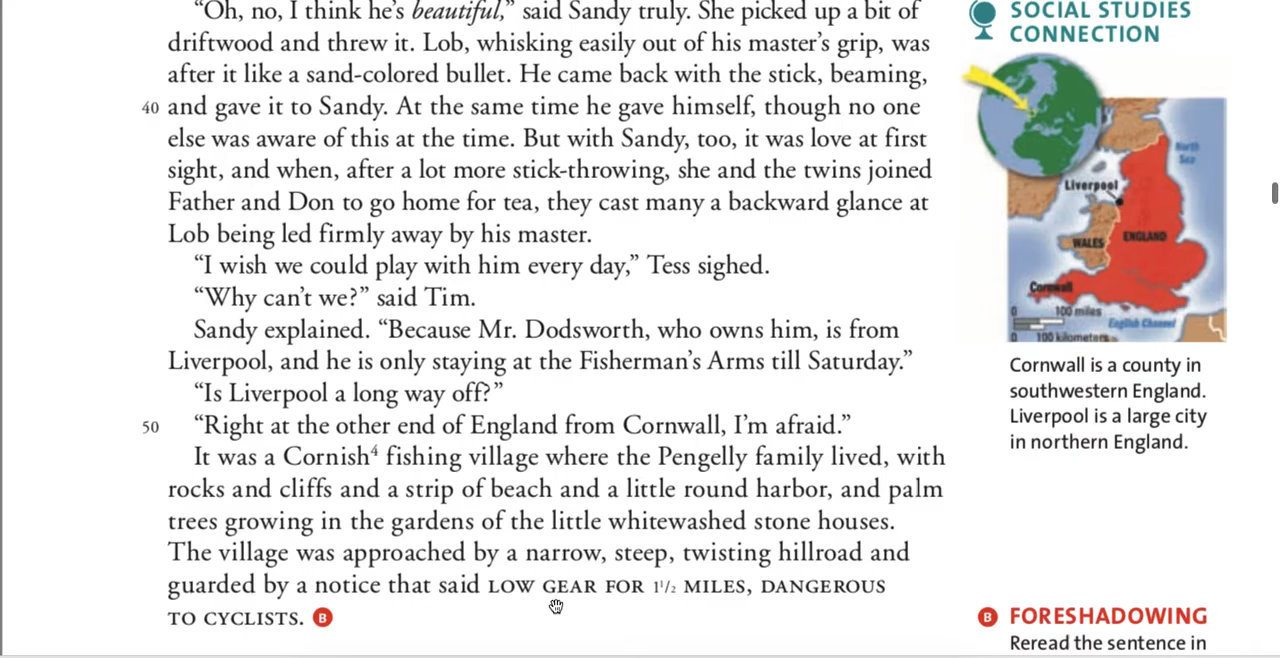 “Oh, no, I think he’s beautiful,” said Sandy truly. She picked up a bit of
driftwood and threw it. Lob, whisking easily out of his master’s grip, was
after it like a sand-colored bullet. He came back with the stick, beaming,
40 and gave it to Sandy. At the same time he gave himself, though no one
else was aware of this at the time. But with Sandy, too, it was love at first
sight, and when, after a lot more stick-throwing, she and the twins joined
Father and Don to go home for tea, they cast many a backward glance at
Lob being led firmly away by his master.
“I wish we could play with him every day,” Tess sighed.
“Why can’t we?” said Tim.
Sandy explained. “Because Mr. Dodsworth, who owns him, is from
Liverpool, and he is only staying at the Fisherman’s Arms till Saturday.”
“Is Liverpool a long way off?”
50 “Right at the other end of England from Cornwall, I’m afraid.”
It was a Cornish⁴ fishing village where the Pengelly family lived, with
rocks and cliffs and a strip of beach and a little round harbor, and palm
trees growing in the gardens of the little whitewashed stone houses.
The village was approached by a narrow, steep, twisting hillroad and
guarded by a notice that said LOW GEAR FOR 1½ MILES, DANGEROUS
TO CYCLISTS. B
SOCIAL STUDIES
CONNECTION
North
Sea
Liverpool
WALES
ENGLAND
Cornwall
0 100 miles
English Channel
0 100 kilometers
Cornwall is a county in
southwestern England.
Liverpool is a large city
in northern England.
B FORESHADOWING
Reread the sentence in